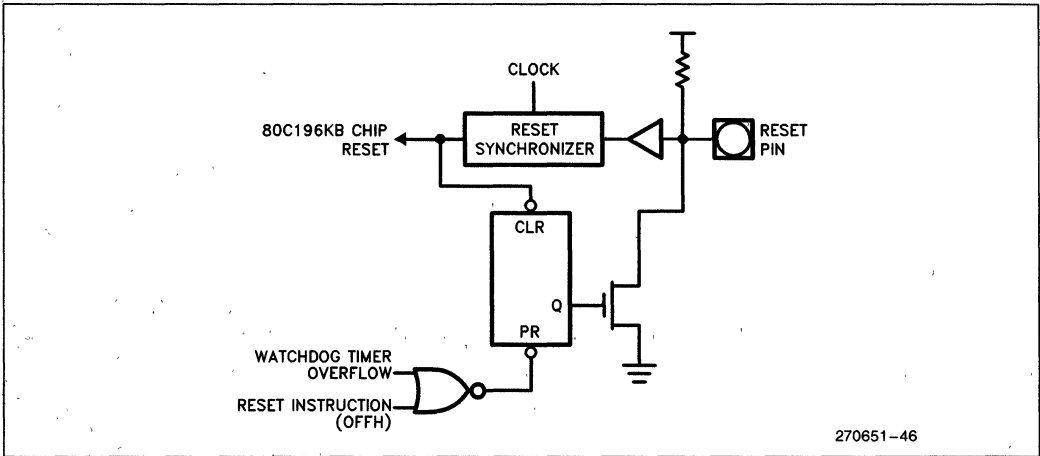 CLOCK
80C196KB CHIP
RESET
RESET
SYNCHRONIZER
RESET
PIN
CLR
Q
PR
WATCHDOG TIMER
OVERFLOW
RESET INSTRUCTION
(OFFH)
270651-46